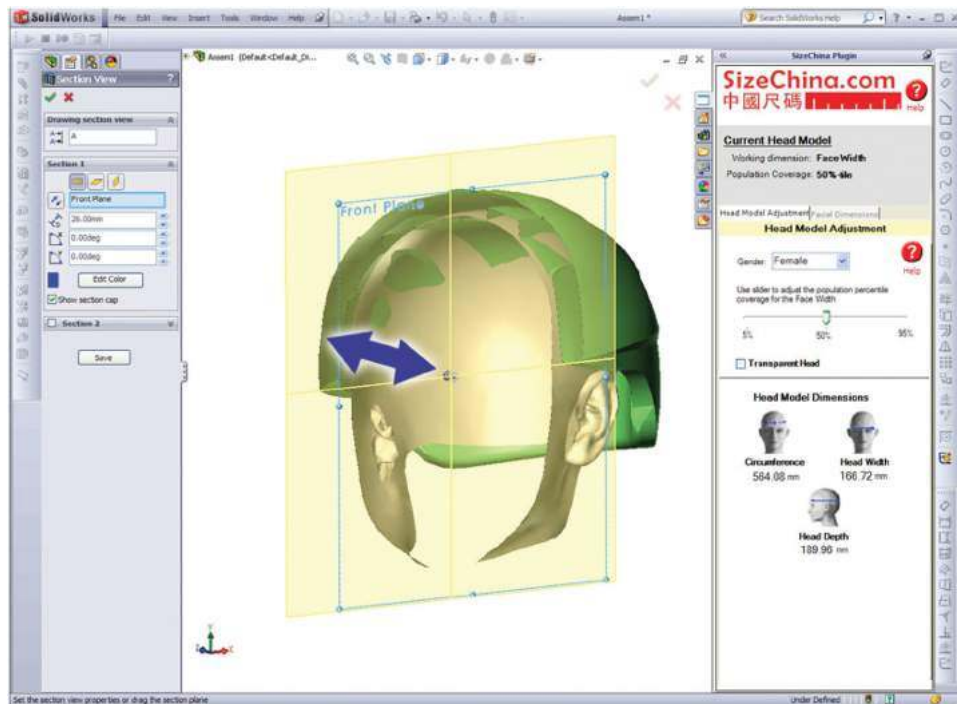 SolidWorks File Edit View Insert Tools Window Help Assem1 * Search SolidWorks Help
Assem1 (Default<Default_Di...
Section View ?
Drawing section view
A
Section 1
Front Plane
26.00mm
0.00deg
0.00deg
Edit Color
Show section cap
Section 2
Save
Front Plane
SizeChina Plugin
SizeChina.com
中國尺碼
Help
Current Head Model
Working dimension: Face Width
Population Coverage: 50%-tile
Head Model Adjustment Facial Dimensions
Head Model Adjustment
Gender: Female
Help
Use slider to adjust the population percentile
coverage for the Face Width
5% 50% 95%
Transparent Head
Head Model Dimensions
Circumference Head Width
564.08 mm 166.72 mm
Head Depth
189.96 mm
Set the section view properties or drag the section plane Under Defined